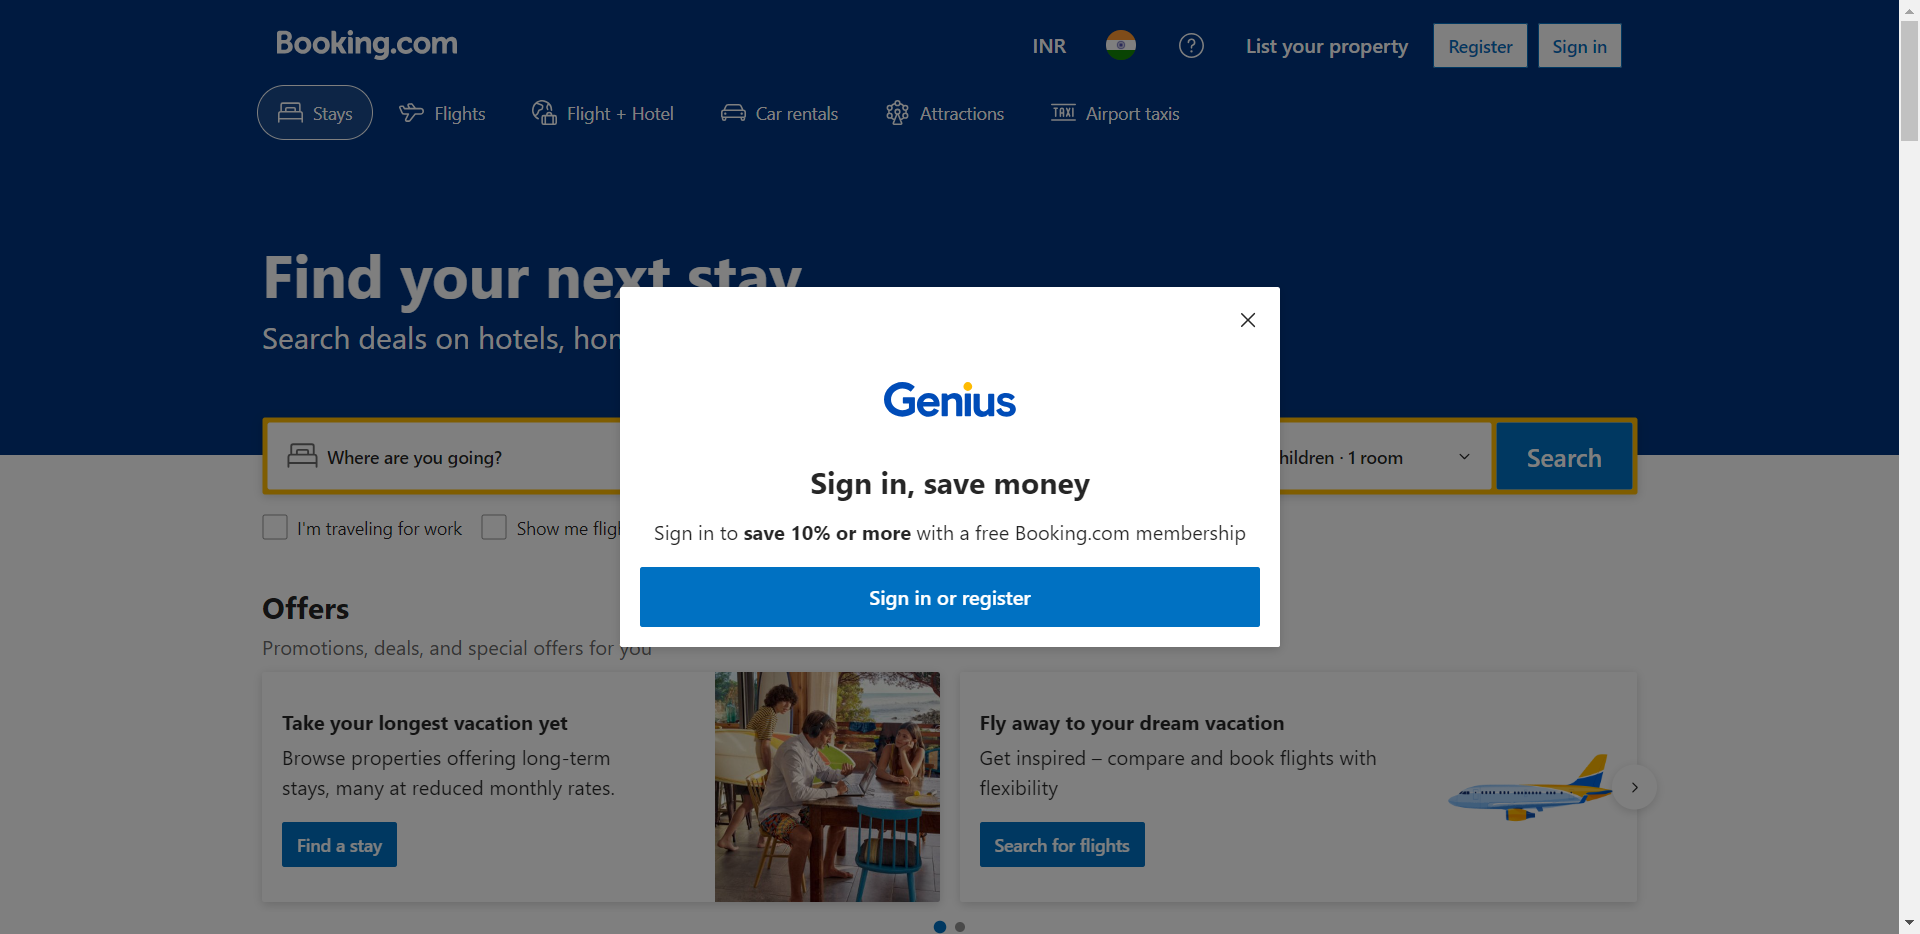 Booking.com
INR
List your property
Register
Sign in
Stays
Flights
Flight + Hotel
Car rentals
Attractions
TAXI
Airport taxis
Find your next stay
Search deals on hotels,
Genius
Sign in, save money
Sign in to save 10% or more with a free Booking.com membership
Sign in or register
Where are you going?
hildren · 1 room
Search
I'm traveling for work
Show me
Offers
Promotions, deals, and special offers for you
Take your longest vacation yet
Browse properties offering long-term
stays, many at reduced monthly rates.
Find a stay
Fly away to your dream vacation
Get inspired – compare and book flights with
flexibility
Search for flights